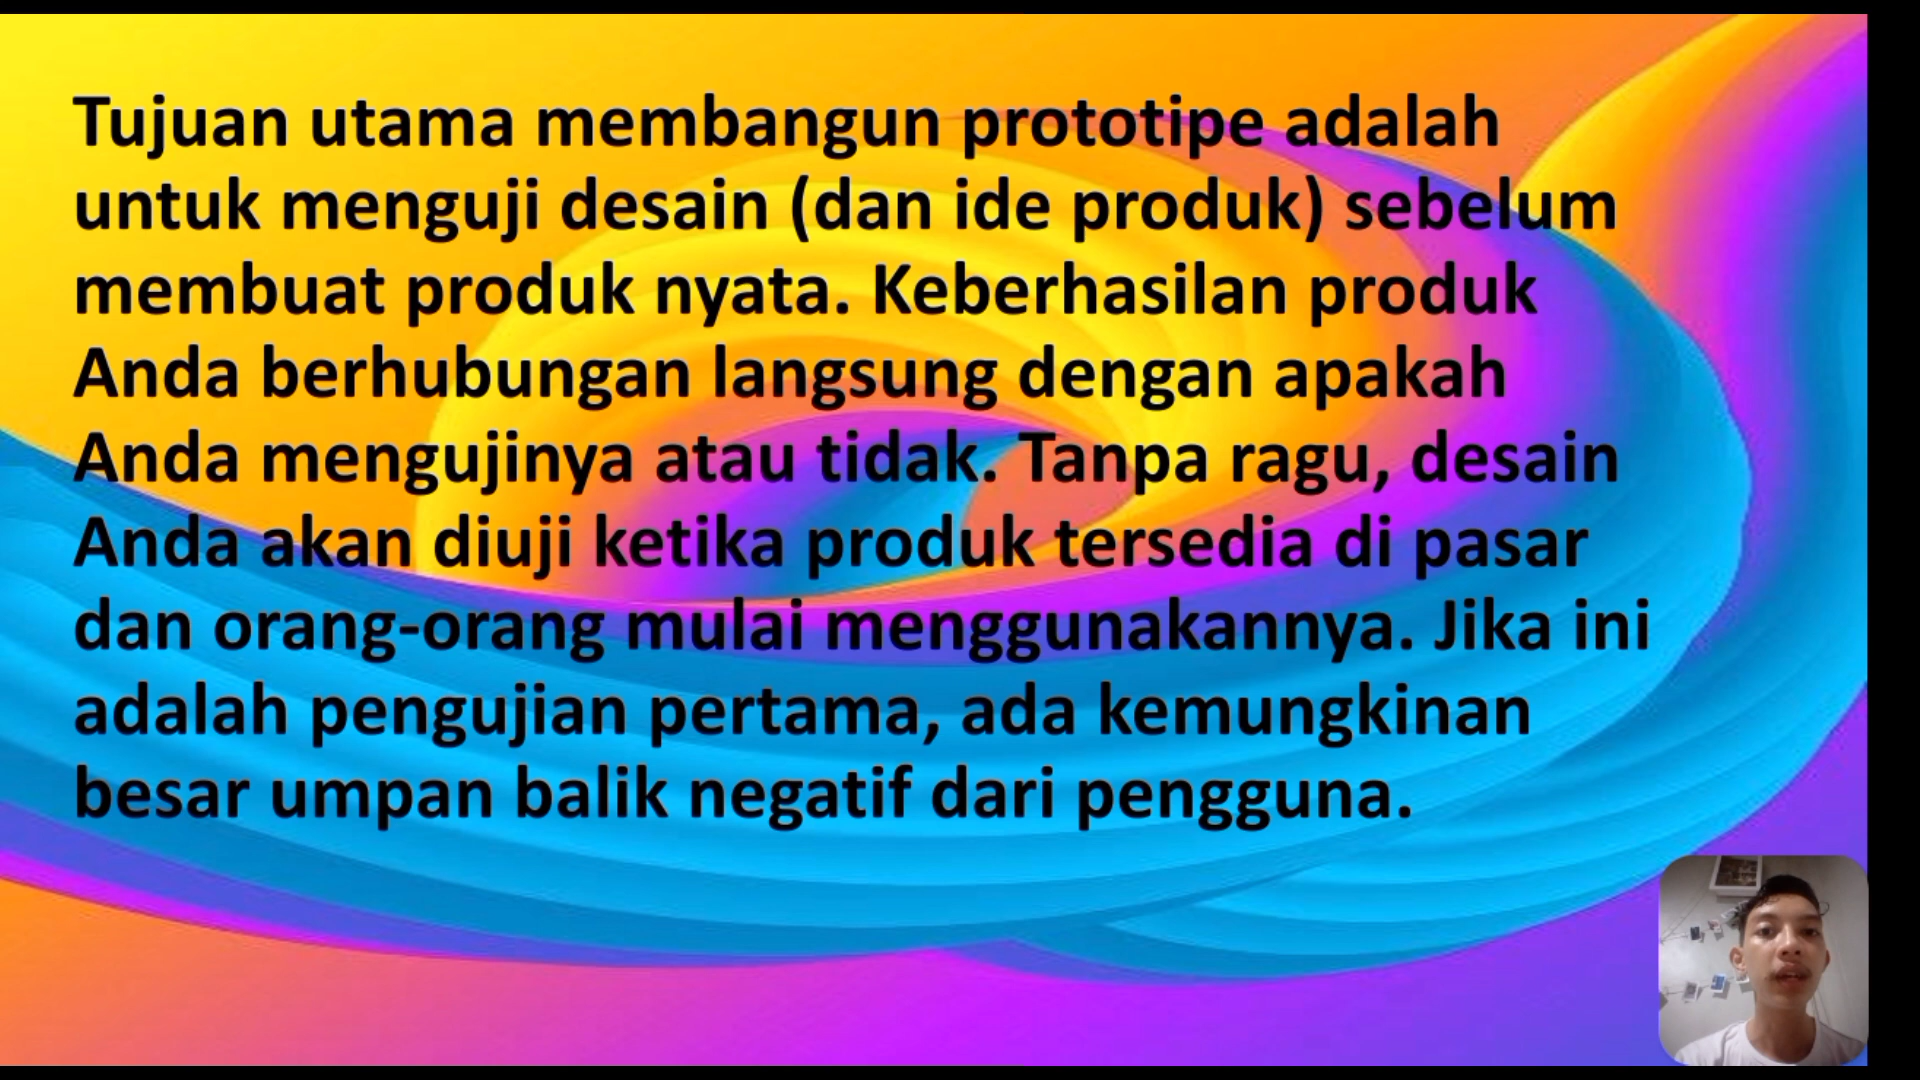 Tujuan utama membangun prototipe adalah
untuk menguji desain (dan ide produk) sebelum
membuat produk nyata. Keberhasilan produk
Anda berhubungan langsung dengan apakah
Anda mengujinya atau tidak. Tanpa ragu, desain
Anda akan diuji ketika produk tersedia di pasar
dan orang-orang mulai menggunakannya. Jika ini
adalah pengujian pertama, ada kemungkinan
besar umpan balik negatif dari pengguna.